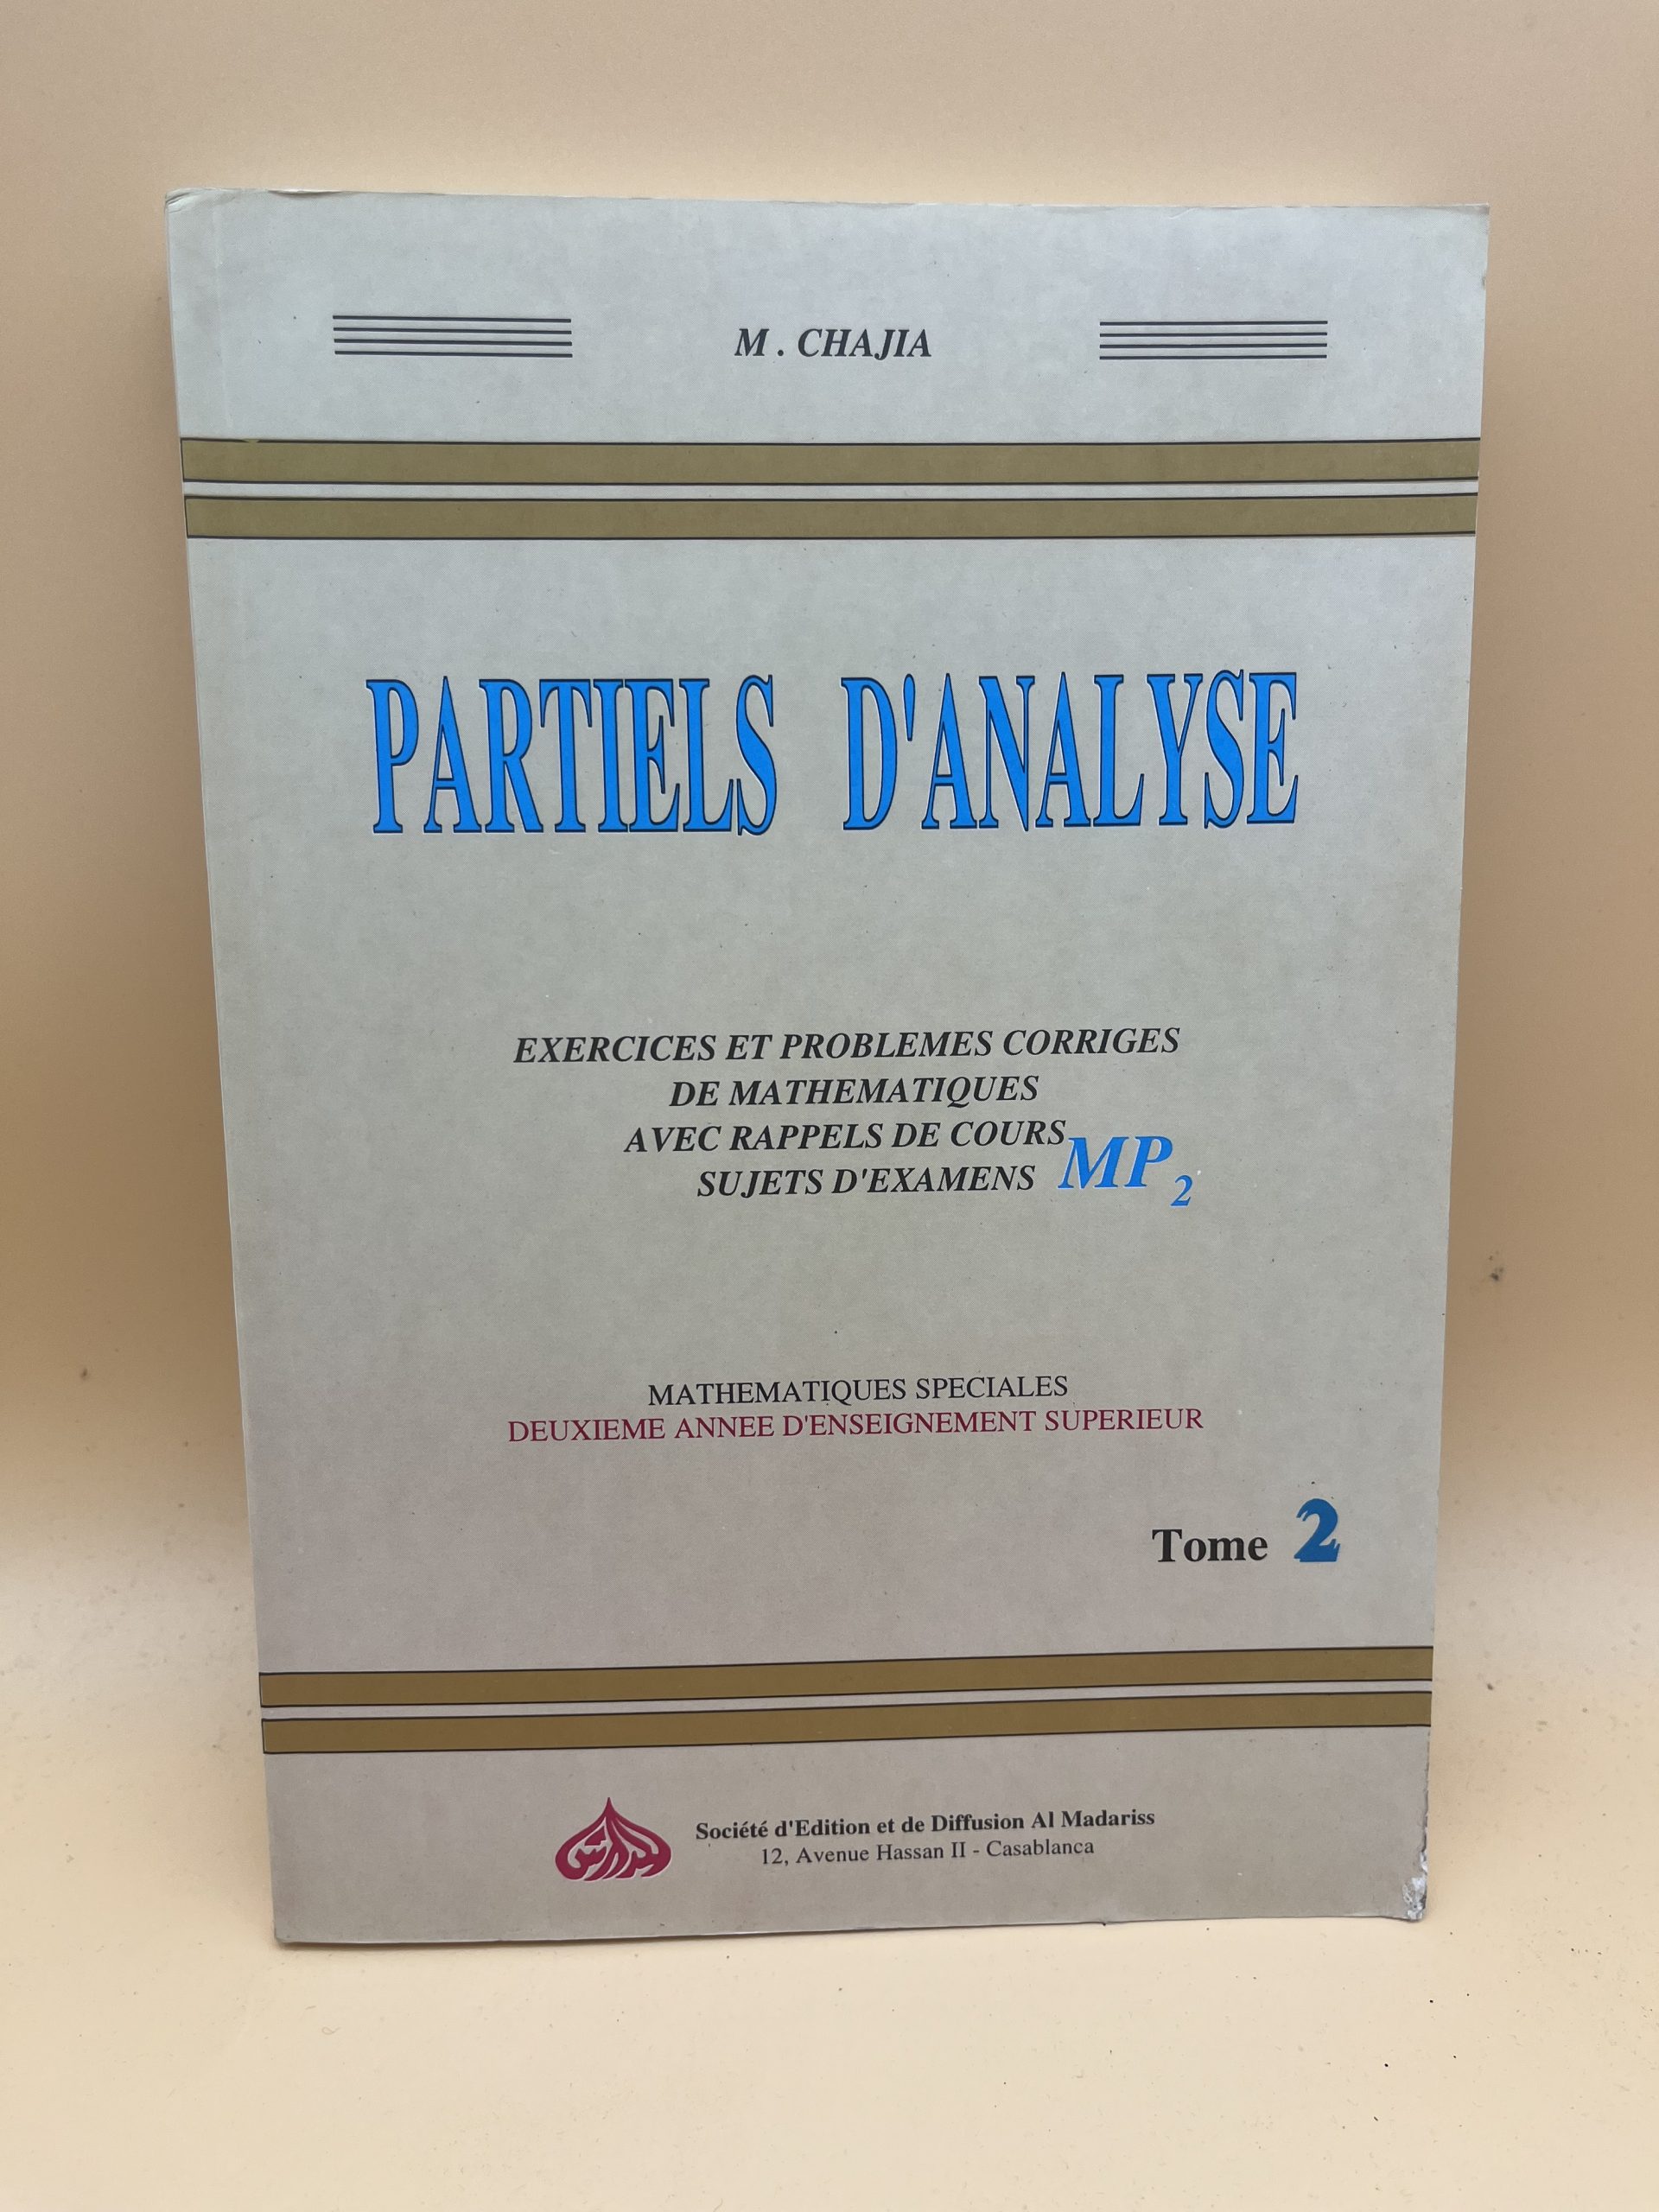 M . CHAJIA
PARTIELS D'ANALYSE
EXERCICES ET PROBLEMES CORRIGES
DE MATHEMATIQUES
AVEC RAPPELS DE COURS
SUJETS D'EXAMENS MP2
MATHEMATIQUES SPECIALES
DEUXIEME ANNEE D'ENSEIGNEMENT SUPERIEUR
Tome 2
المدارس
Société d'Edition et de Diffusion Al Madariss
12, Avenue Hassan II - Casablanca